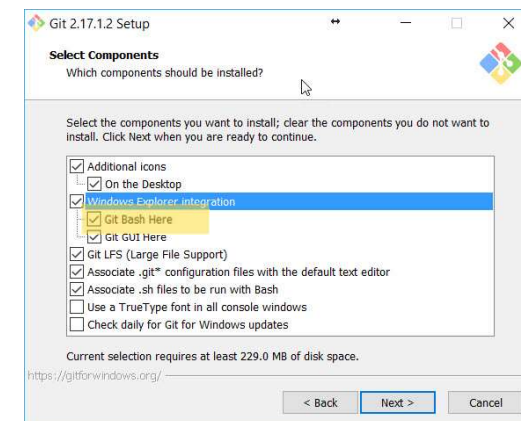 Git 2.17.1.2 Setup
Select Components
Which components should be installed?
Select the components you want to install; clear the components you do not want to
install. Click Next when you are ready to continue.
Additional icons
On the Desktop
Windows Explorer integration
Git Bash Here
Git GUI Here
Git LFS (Large File Support)
Associate .git* configuration files with the default text editor
Associate .sh files to be run with Bash
Use a TrueType font in all console windows
Check daily for Git for Windows updates
Current selection requires at least 229.0 MB of disk space.
https://gitforwindows.org/
< Back Next > Cancel